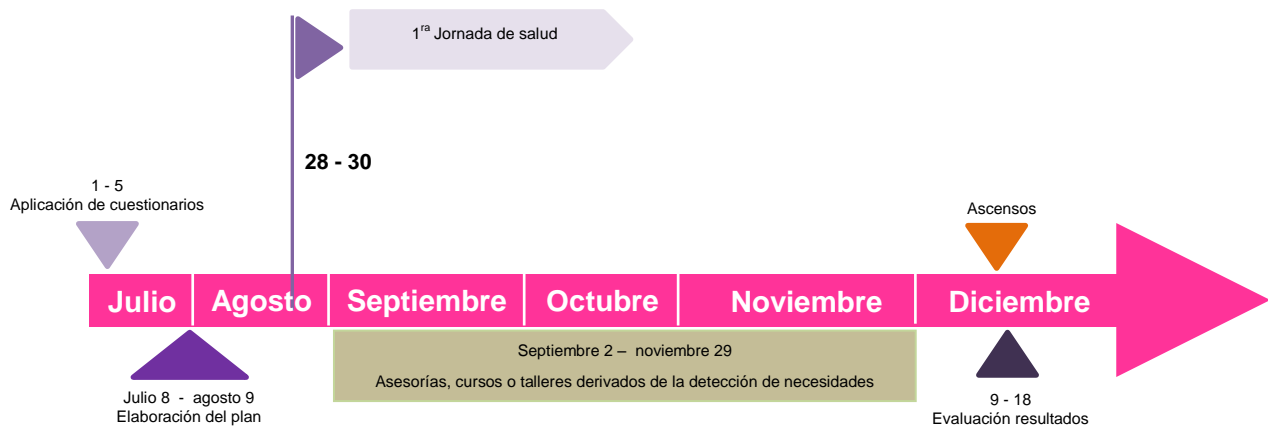 1ra Jornada de salud
28 - 30
1 - 5
Aplicación de cuestionarios
Ascensos
Julio
Agosto
Septiembre
Octubre
Noviembre
Diciembre
Septiembre 2 – noviembre 29
Asesorías, cursos o talleres derivados de la detección de necesidades
Julio 8 - agosto 9
Elaboración del plan
9 - 18
Evaluación resultados